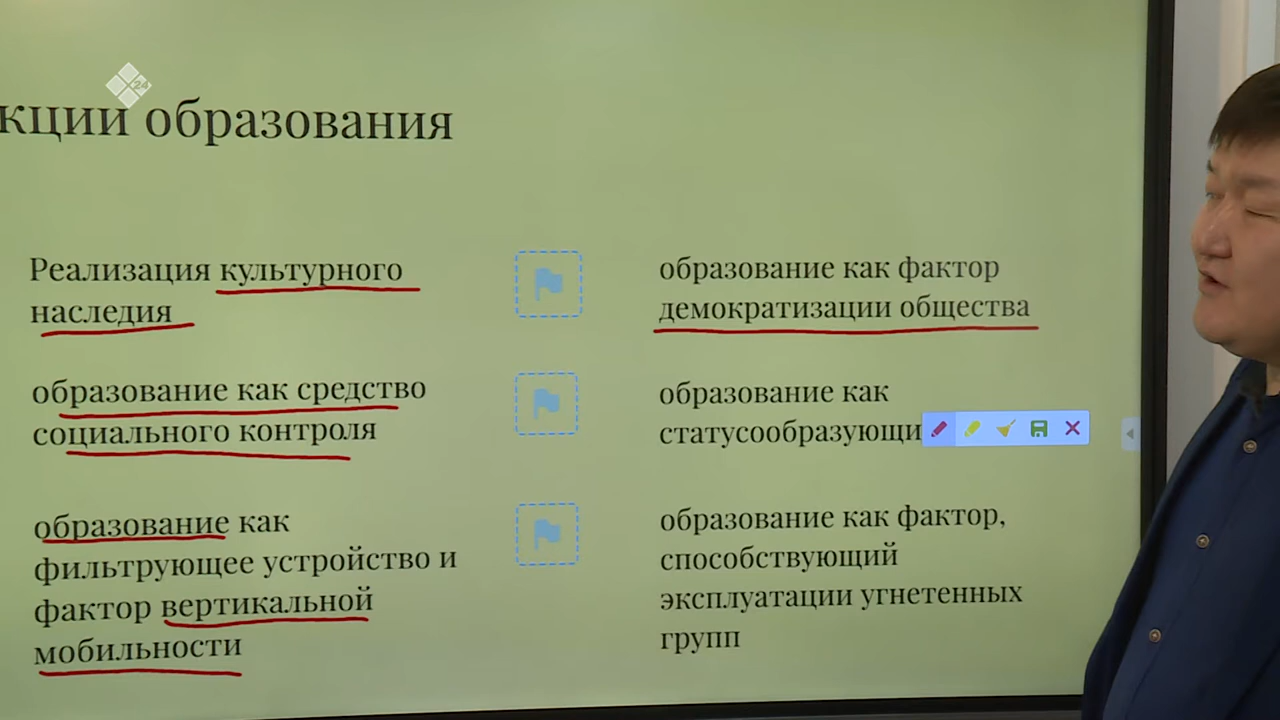 24
кции образования
Реализация культурного
наследия
образование как средство
социального контроля
образование как
фильтрующее устройство и
фактор вертикальной
мобильности
образование как фактор
демократизации общества
образование как
статусообразующи
образование как фактор,
способствующий
эксплуатации угнетенных
групп